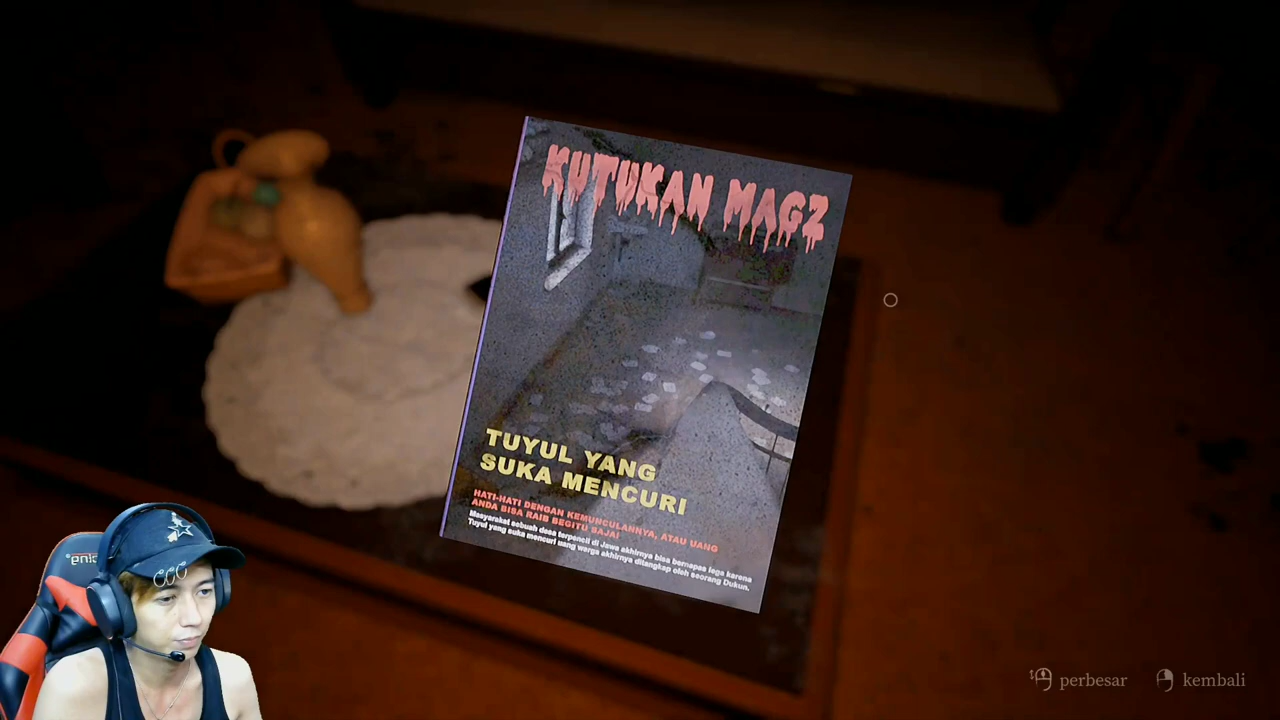 KUTUKAN MAGZ
TUYUL YANG
SUKA MENCURI
HATI-HATI DENGAN KEMUNCULANNYA, ATAU UANG
ANDA BISA RAIB BEGITU SAJA!
Masyarakat sebuah desa terpencil di Jawa akhirnya bisa bernapas lega karena
Tuyul yang suka mencuri uang warga akhirnya ditangkap oleh seorang Dukun.
perbesar
kembali
CCC